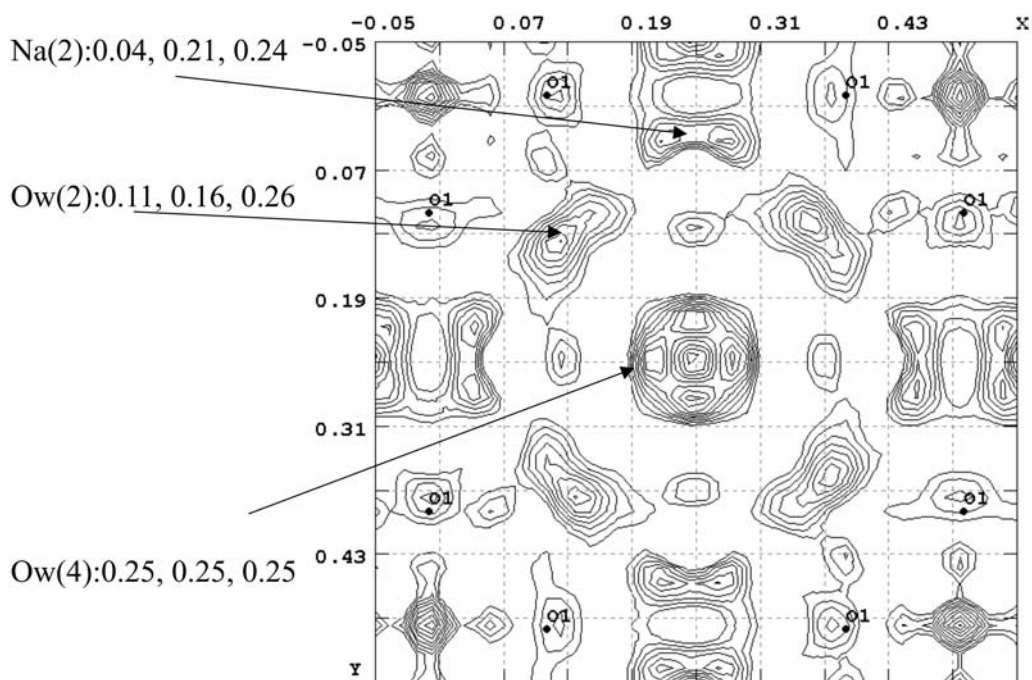 -0.05 0.07 0.19 0.31 0.43 X
-0.05
Na(2):0.04, 0.21, 0.24
o1 o1
0.07
Ow(2):0.11, 0.16, 0.26
o1 o1
0.19
0.31
o1 o1
0.43
Ow(4):0.25, 0.25, 0.25
o1 o1
Y